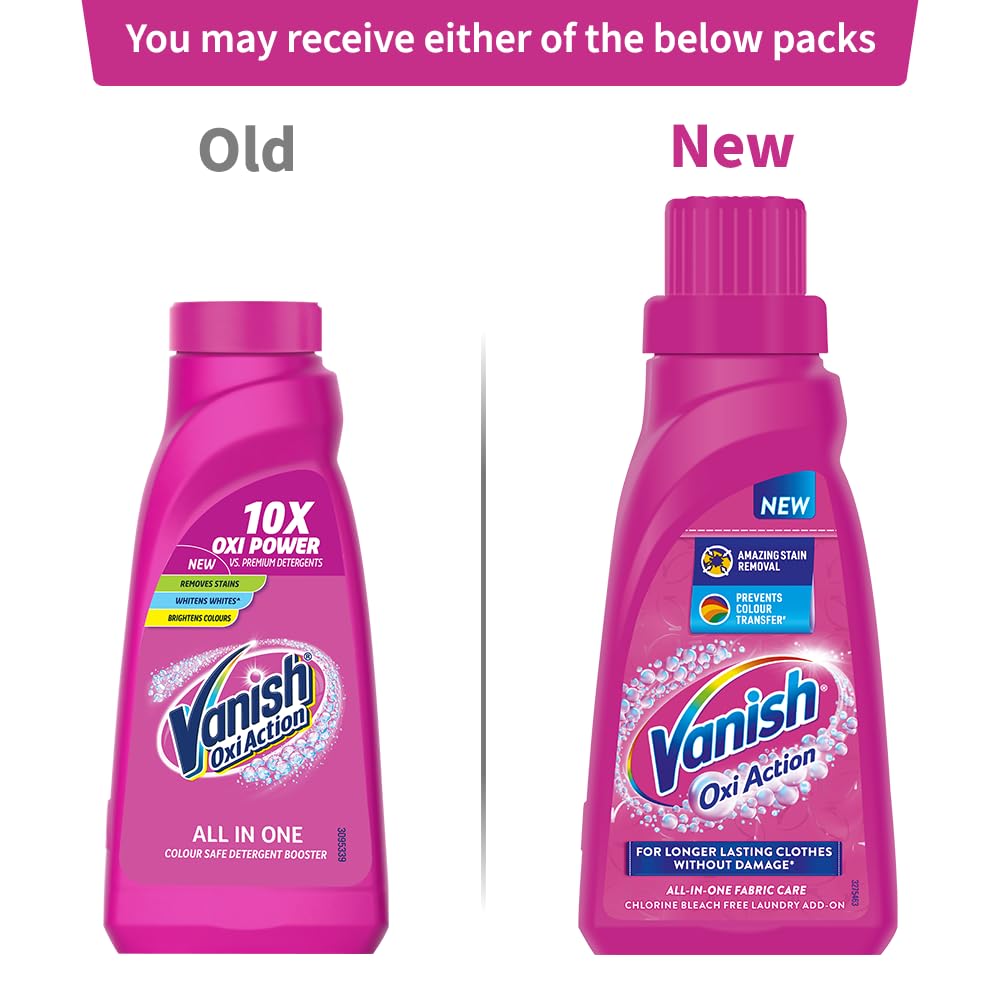 You may receive either of the below packs
Old
New
10X
OXI POWER
VS. PREMIUM DETERGENTS
NEW
REMOVES STAINS
WHITENS WHITES^
BRIGHTENS COLOURS
Vanish®
Oxi Action
ALL IN ONE
COLOUR SAFE DETERGENT BOOSTER
3095339
NEW
AMAZING STAIN
REMOVAL
PREVENTS
COLOUR
TRANSFER#
Vanish®
Oxi Action
FOR LONGER LASTING CLOTHES
WITHOUT DAMAGE*
ALL-IN-ONE FABRIC CARE
CHLORINE BLEACH FREE LAUNDRY ADD-ON
3275463